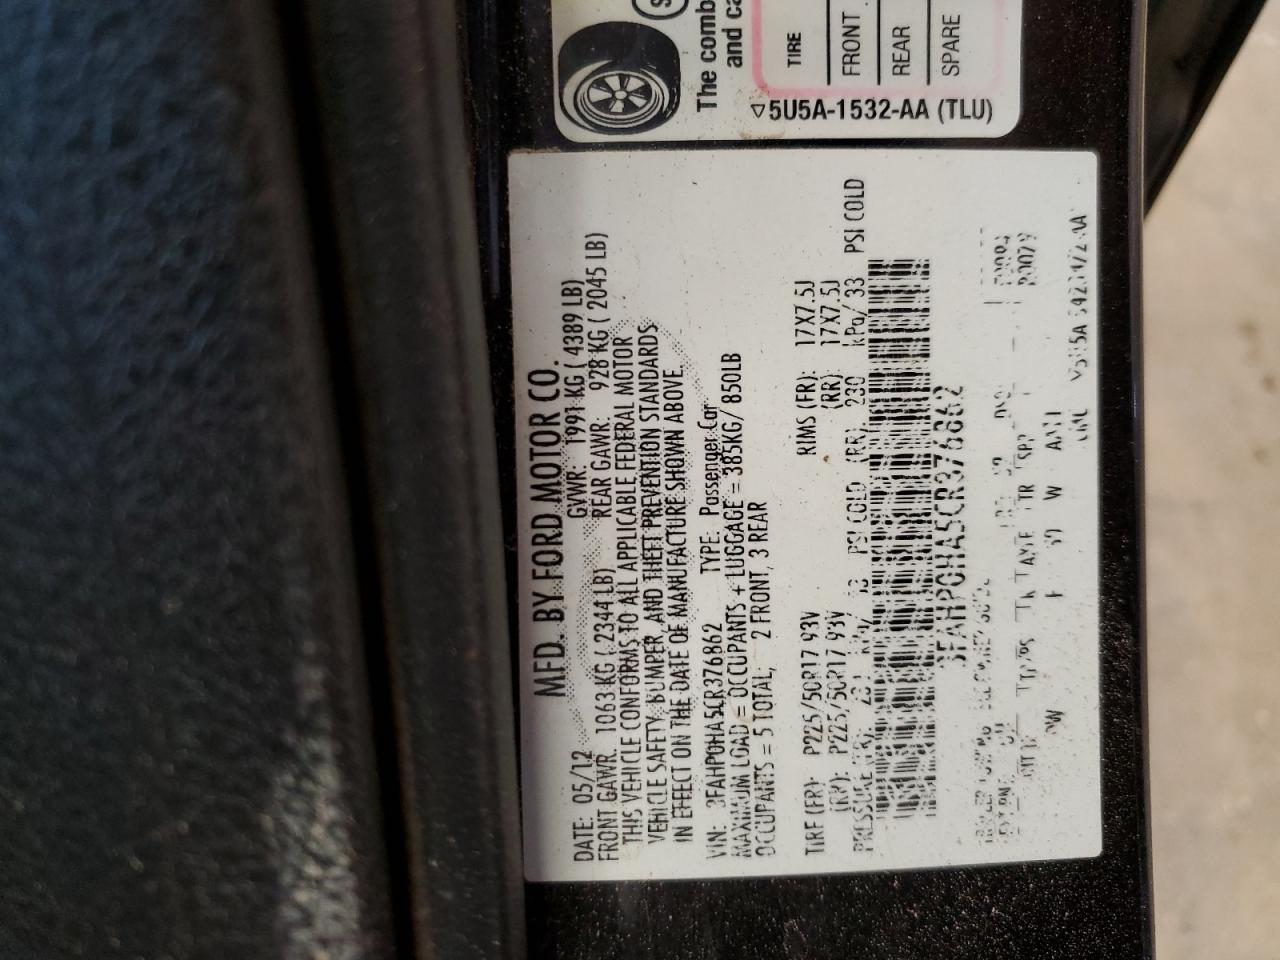 The comb
and ca
TIRE
FRONT
REAR
SPARE
5U5A-1532-AA (TLU)
MFD. BY FORD MOTOR CO.
DATE: 05/12 GVWR: 1991 KG ( 4389 LB)
FRONT GAWR: 1063 KG ( 2344 LB) REAR GAWR: 928 KG ( 2045 LB)
THIS VEHICLE CONFORMS TO ALL APPLICABLE FEDERAL MOTOR
VEHICLE SAFETY, BUMPER, AND THEFT PREVENTION STANDARDS
IN EFFECT ON THE DATE OF MANUFACTURE SHOWN ABOVE.
VIN: 3FAHP0HA5CR376862 TYPE: Passenger Car
MAXIMUM LOAD = OCCUPANTS + LUGGAGE = 385KG/ 850LB
OCCUPANTS = 5 TOTAL, 2 FRONT, 3 REAR
TIRE (FR): P225/50R17 93V RIMS (FR): 17X7.5J
(RR): P225/50R17 93V (RR): 17X7.5J
PRESSURE PSI COLD (RR): 230 kPa/ 33 PSI COLD
3FAHP0HA5CR376862